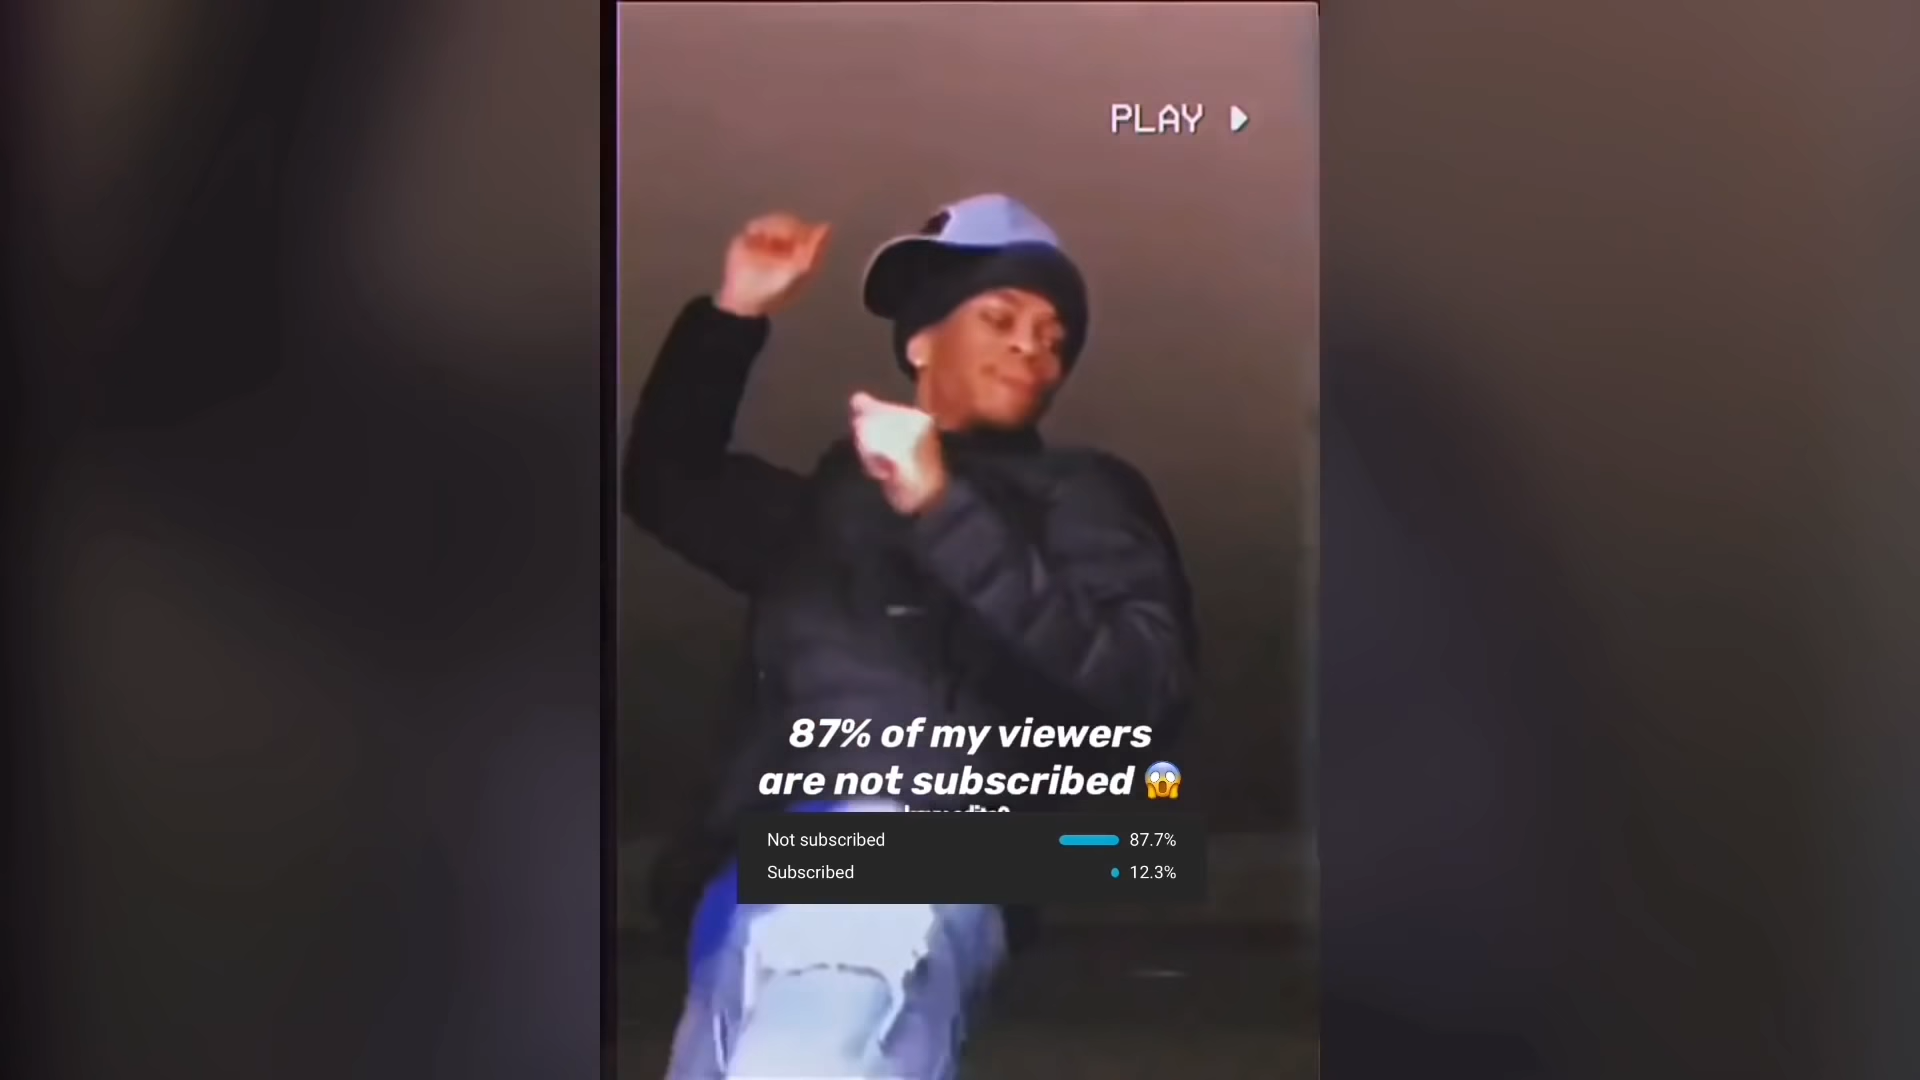 PLAY
87% of my viewers
are not subscribed 😱
Not subscribed 87.7%
Subscribed 12.3%